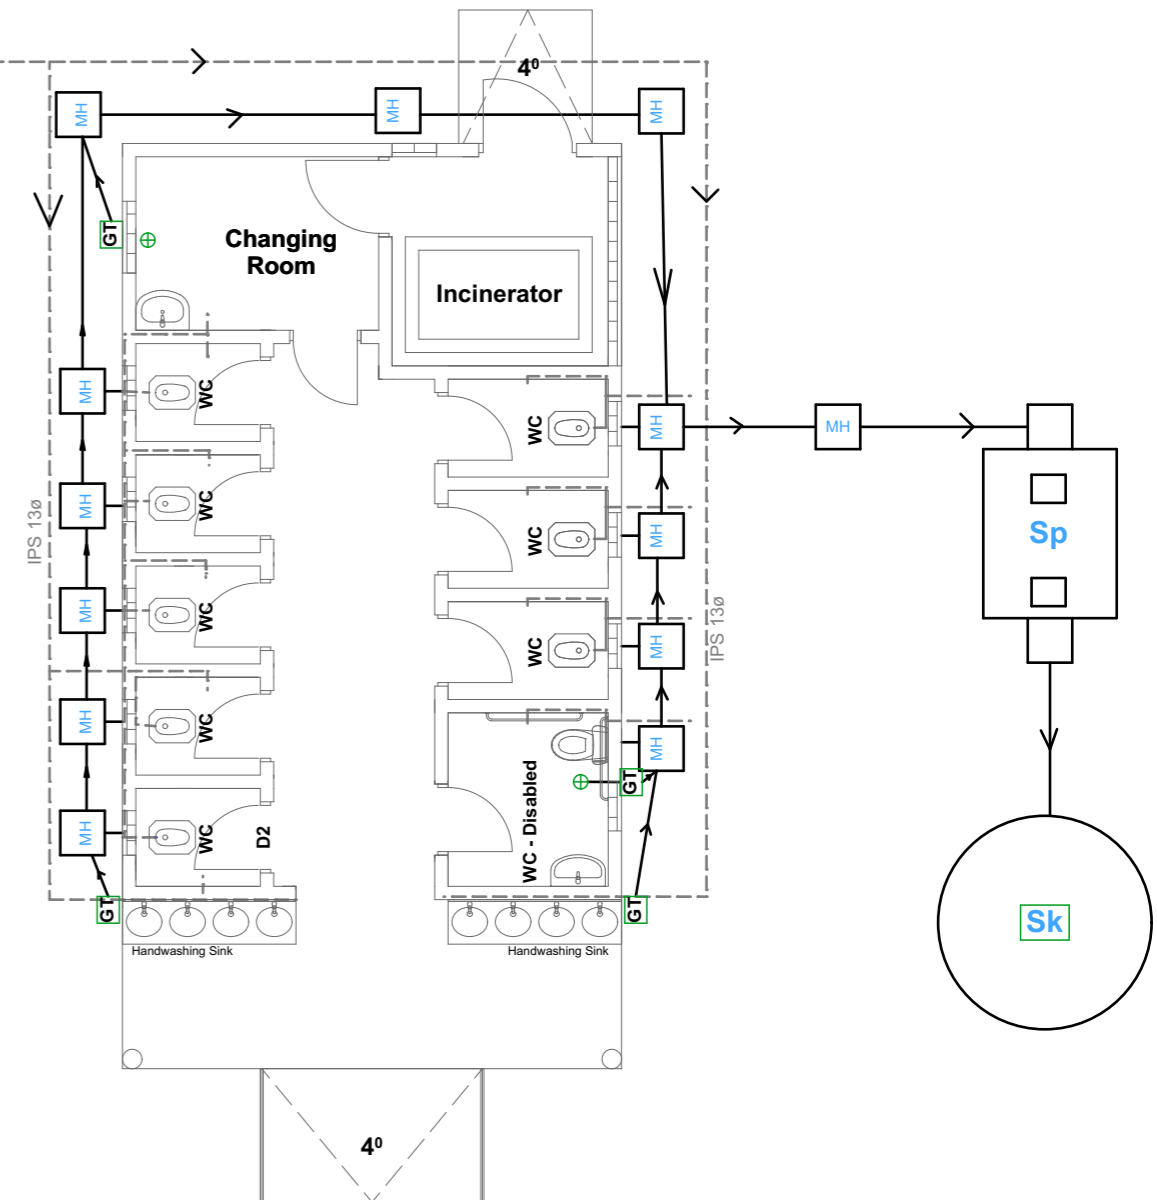 4⁰
MH
MH
MH
GT
Changing
Room
Incinerator
MH
WC
WC
MH
MH
MH
WC
WC
MH
IPS 13ø
Sp
MH
WC
WC
MH
IPS 13ø
MH
WC
MH
WC - Disabled
GT
MH
WC
D2
GT
GT
Handwashing Sink
Handwashing Sink
Sk
4⁰